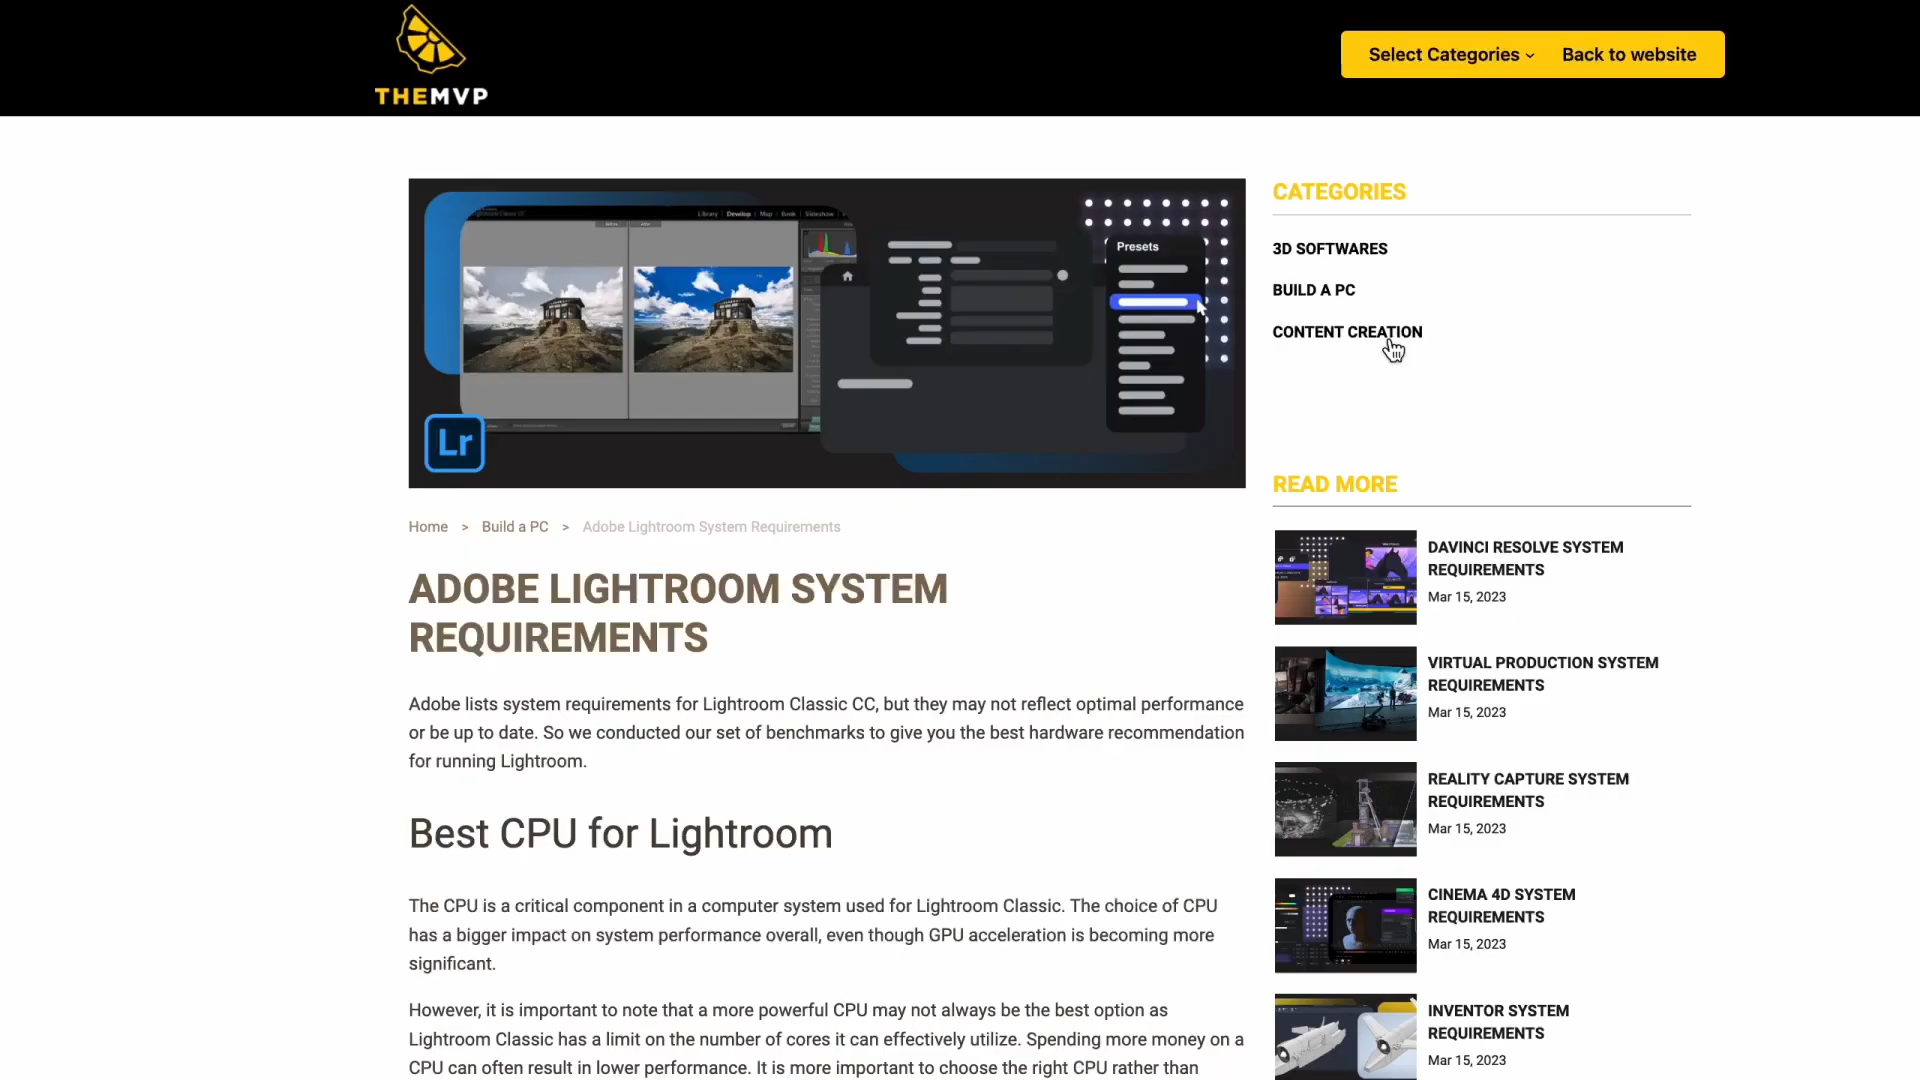 THEMVP
Select Categories
Back to website
Library Develop Map Book Slideshow
Presets
Lr
CATEGORIES
3D SOFTWARES
BUILD A PC
CONTENT CREATION
Home > Build a PC > Adobe Lightroom System Requirements
ADOBE LIGHTROOM SYSTEM
REQUIREMENTS
Adobe lists system requirements for Lightroom Classic CC, but they may not reflect optimal performance
or be up to date. So we conducted our set of benchmarks to give you the best hardware recommendation
for running Lightroom.
Best CPU for Lightroom
The CPU is a critical component in a computer system used for Lightroom Classic. The choice of CPU
has a bigger impact on system performance overall, even though GPU acceleration is becoming more
significant.
However, it is important to note that a more powerful CPU may not always be the best option as
Lightroom Classic has a limit on the number of cores it can effectively utilize. Spending more money on a
CPU can often result in lower performance. It is more important to choose the right CPU rather than
READ MORE
DAVINCI RESOLVE SYSTEM
REQUIREMENTS
Mar 15, 2023
VIRTUAL PRODUCTION SYSTEM
REQUIREMENTS
Mar 15, 2023
REALITY CAPTURE SYSTEM
REQUIREMENTS
Mar 15, 2023
CINEMA 4D SYSTEM
REQUIREMENTS
Mar 15, 2023
INVENTOR SYSTEM
REQUIREMENTS
Mar 15, 2023